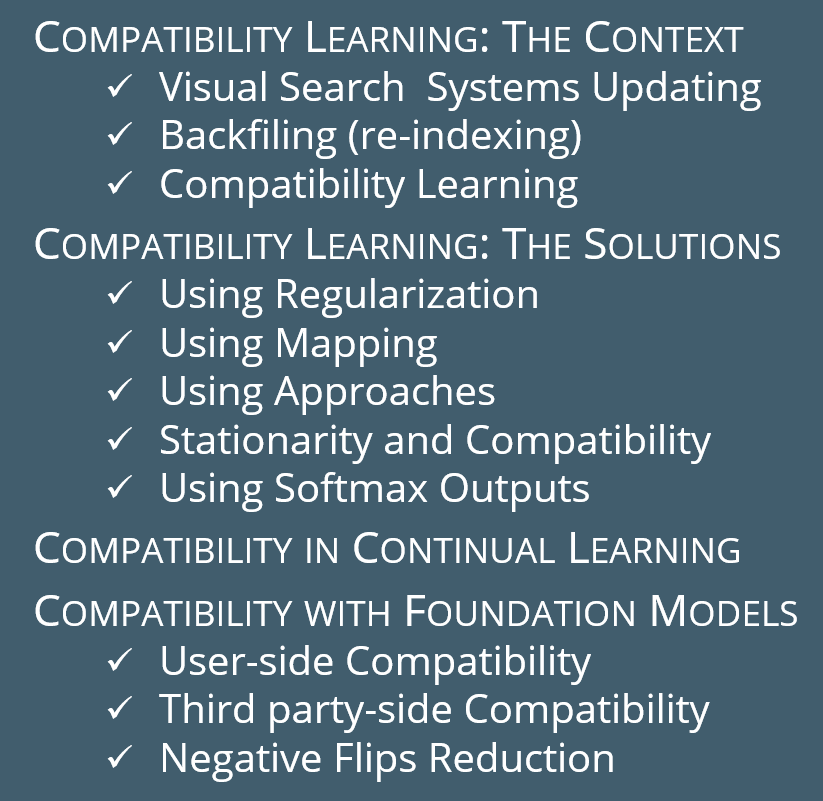 COMPATIBILITY LEARNING: THE CONTEXT
✓ Visual Search  Systems Updating
✓ Backfiling (re-indexing)
✓ Compatibility Learning
COMPATIBILITY LEARNING: THE SOLUTIONS
✓ Using Regularization
✓ Using Mapping
✓ Using Approaches
✓ Stationarity and Compatibility
✓ Using Softmax Outputs
COMPATIBILITY IN CONTINUAL LEARNING
COMPATIBILITY WITH FOUNDATION MODELS
✓ User-side Compatibility
✓ Third party-side Compatibility
✓ Negative Flips Reduction